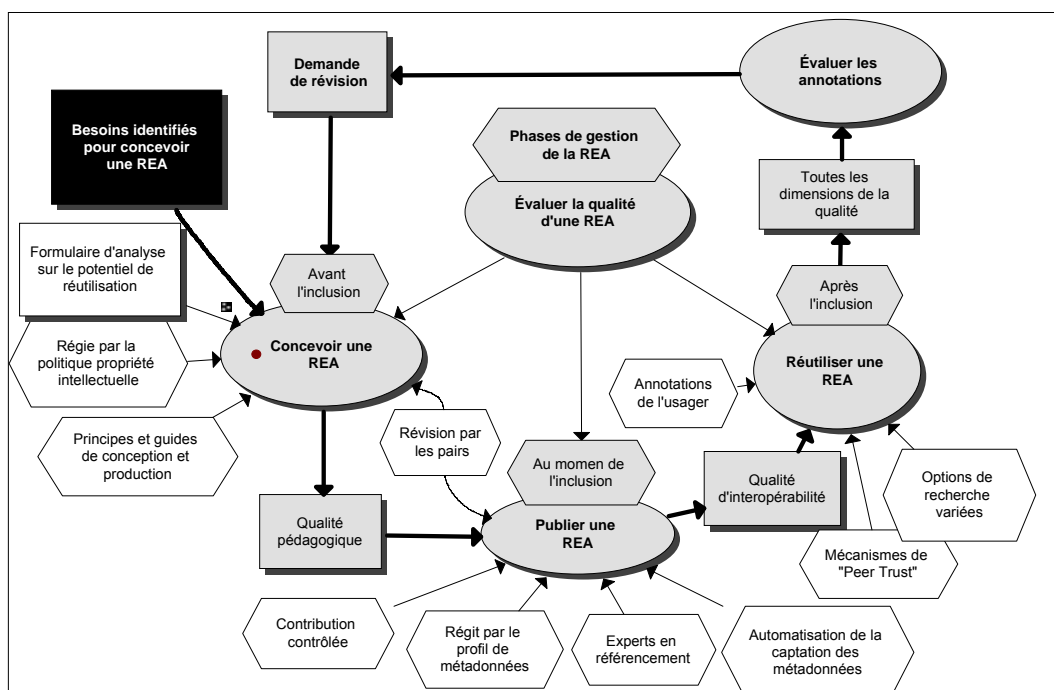 Demande
de révision
Évaluer les
annotations
Besoins identifiés
pour concevoir
une REA
Phases de gestion
de la REA
Évaluer la qualité
d'une REA
Toutes les
dimensions de la
qualité
Formulaire d'analyse
sur le potentiel de
réutilisation
Avant
l'inclusion
Après
l'inclusion
Régie par la
politique propriété
intellectuelle
Concevoir une
REA
Réutiliser une
REA
Annotations
de l'usager
Principes et guides
de conception et
production
Révision par
les pairs
Au momen de
l'inclusion
Qualité
d'interopérabilité
Options de
recherche
variées
Qualité
pédagogique
Publier une
REA
Mécanismes de
"Peer Trust"
Contribution
contrôlée
Régit par le
profil de
métadonnées
Experts en
référencement
Automatisation de la
captation des
métadonnées